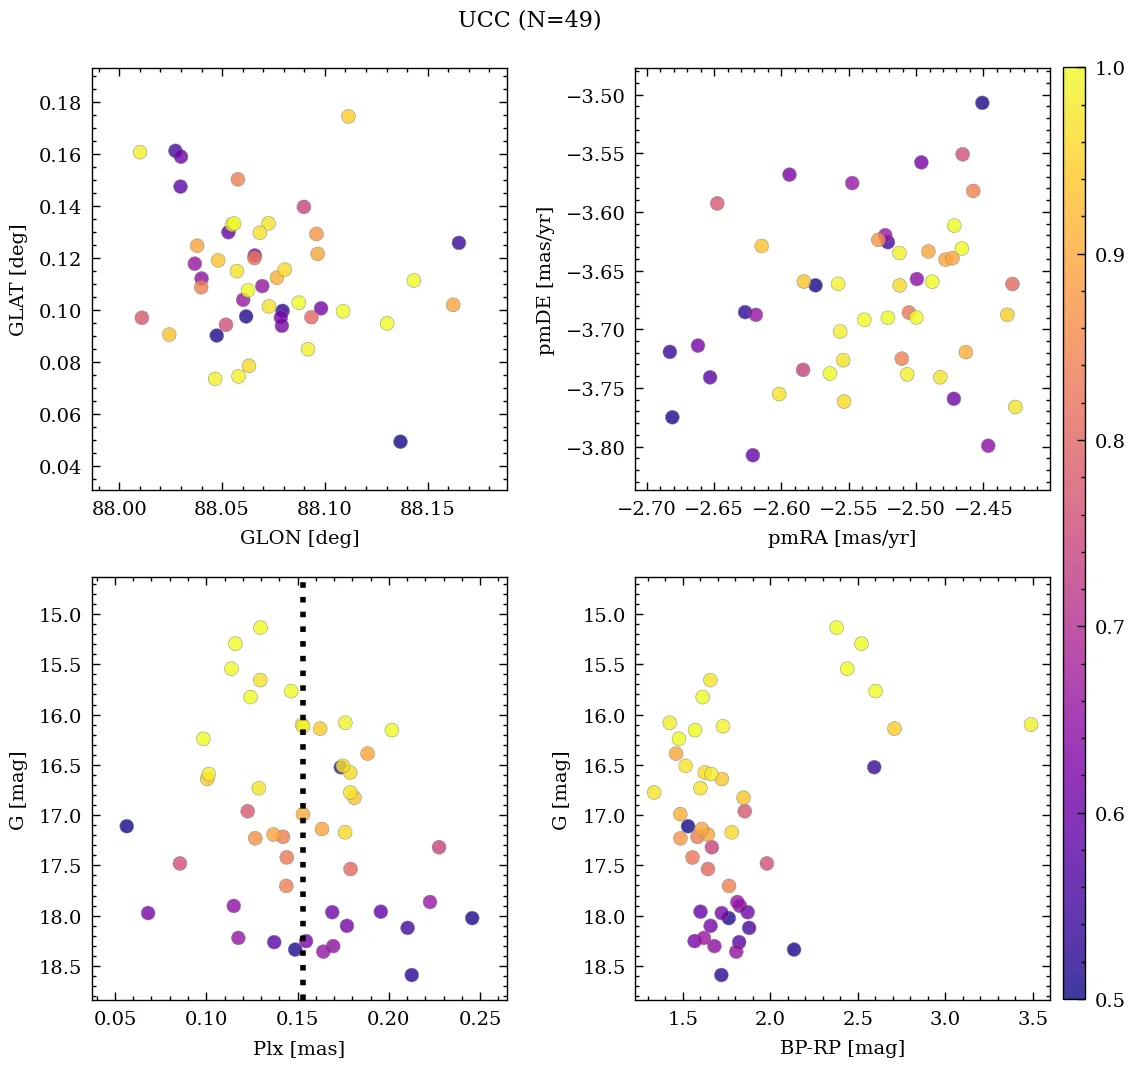 UCC (N=49)
0.18
0.16
0.14
0.12
0.10
0.08
0.06
0.04
GLAT [deg]
88.00 88.05 88.10 88.15
GLON [deg]
−3.50
−3.55
−3.60
−3.65
−3.70
−3.75
−3.80
pmDE [mas/yr]
−2.70 −2.65 −2.60 −2.55 −2.50 −2.45
pmRA [mas/yr]
15.0
15.5
16.0
16.5
17.0
17.5
18.0
18.5
G [mag]
0.05 0.10 0.15 0.20 0.25
Plx [mas]
15.0
15.5
16.0
16.5
17.0
17.5
18.0
18.5
G [mag]
1.5 2.0 2.5 3.0 3.5
BP-RP [mag]
1.0
0.9
0.8
0.7
0.6
0.5